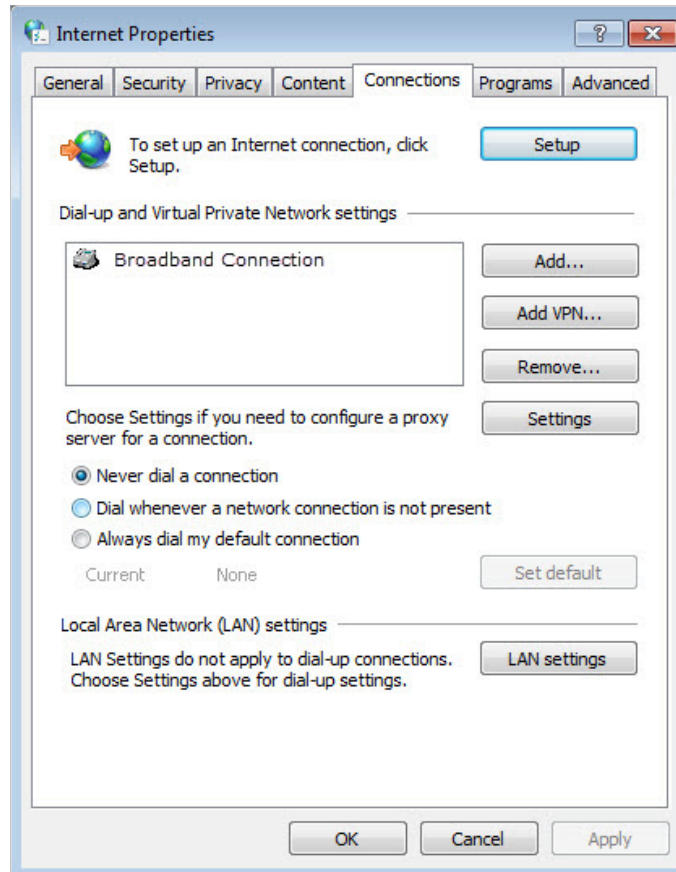 Internet Properties
General Security Privacy Content Connections Programs Advanced
To set up an Internet connection, click
Setup.
Setup
Dial-up and Virtual Private Network settings
Broadband Connection
Add...
Add VPN...
Remove...
Choose Settings if you need to configure a proxy
server for a connection.
Settings
Never dial a connection
Dial whenever a network connection is not present
Always dial my default connection
Current None
Set default
Local Area Network (LAN) settings
LAN Settings do not apply to dial-up connections.
Choose Settings above for dial-up settings.
LAN settings
OK Cancel Apply